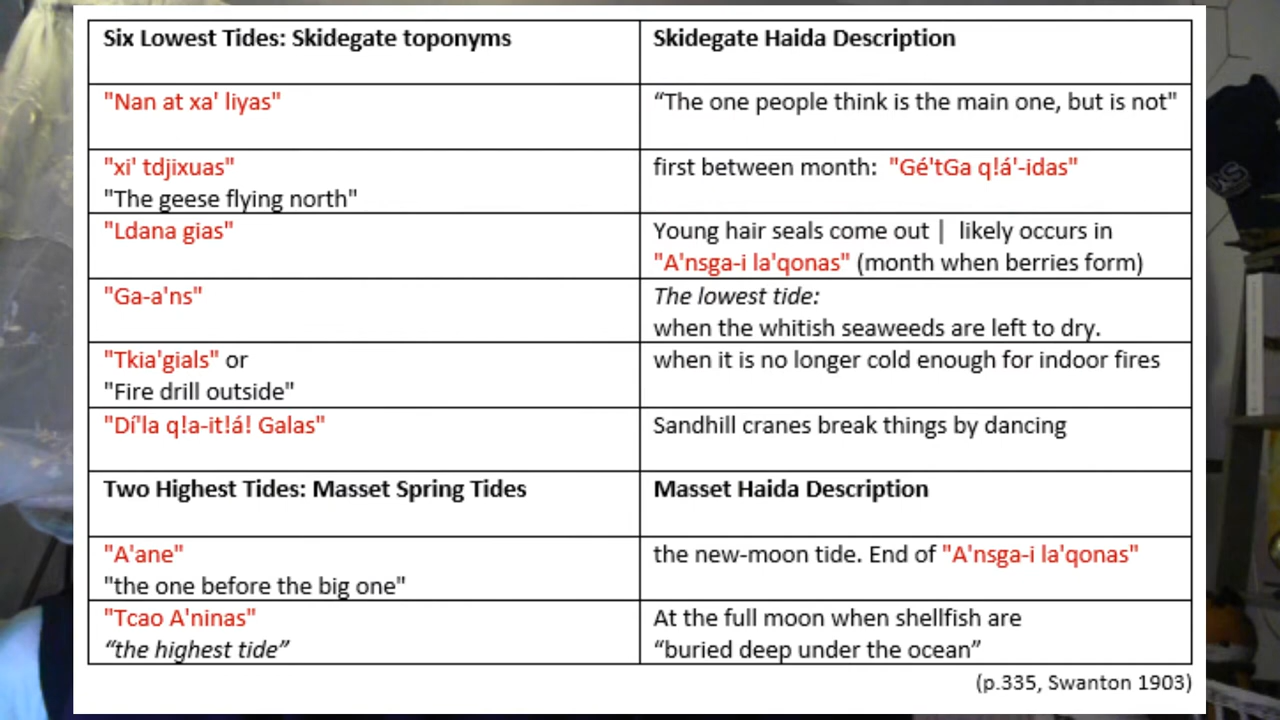 Six Lowest Tides: Skidegate toponyms
Skidegate Haida Description
"Nan at xa' liyas"
“The one people think is the main one, but is not"
"xi' tdjixuas"
"The geese flying north"
first between month:  "Gé'tGa q!á'-idas"
"Ldana gias"
Young hair seals come out |  likely occurs in
"A'nsga-i la'qonas" (month when berries form)
"Ga-a'ns"
The lowest tide:
when the whitish seaweeds are left to dry.
"Tkia'gials" or
"Fire drill outside"
when it is no longer cold enough for indoor fires
"Dí'la q!a-it!á! Galas"
Sandhill cranes break things by dancing
Two Highest Tides: Masset Spring Tides
Masset Haida Description
"A'ane"
"the one before the big one"
the new-moon tide. End of "A'nsga-i la'qonas"
"Tcao A'ninas"
“the highest tide”
At the full moon when shellfish are
“buried deep under the ocean”
(p.335, Swanton 1903)